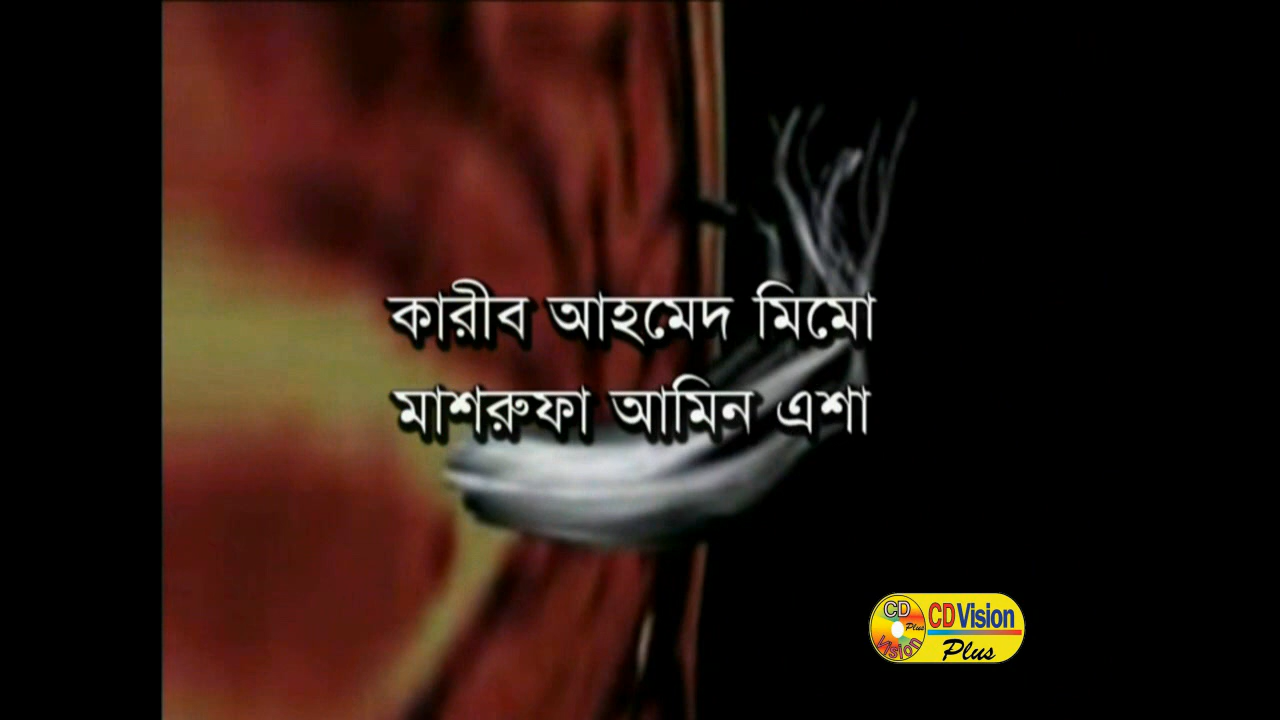 কারীব আহমেদ মিমো
মাশরুফা আমিন এশা
CD Plus Vision
CD Vision
Plus